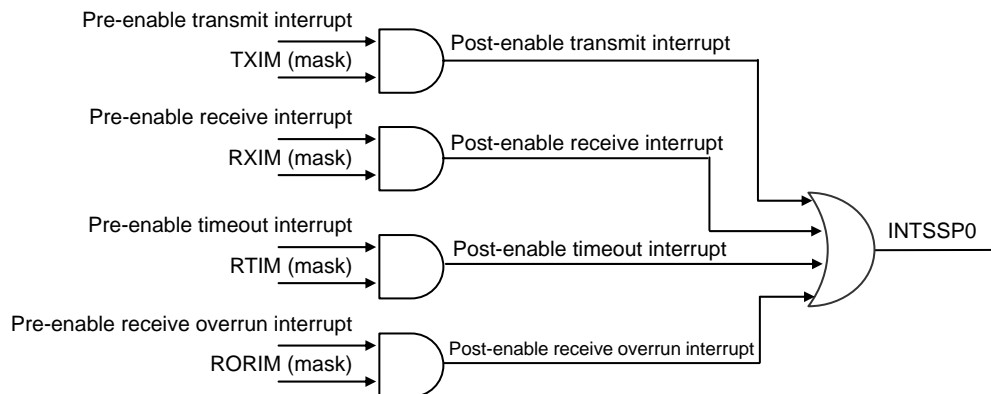 Pre-enable transmit interrupt
TXIM (mask)
Post-enable transmit interrupt
Pre-enable receive interrupt
RXIM (mask)
Post-enable receive interrupt
Pre-enable timeout interrupt
RTIM (mask)
Post-enable timeout interrupt
INTSSP0
Pre-enable receive overrun interrupt
RORIM (mask)
Post-enable receive overrun interrupt